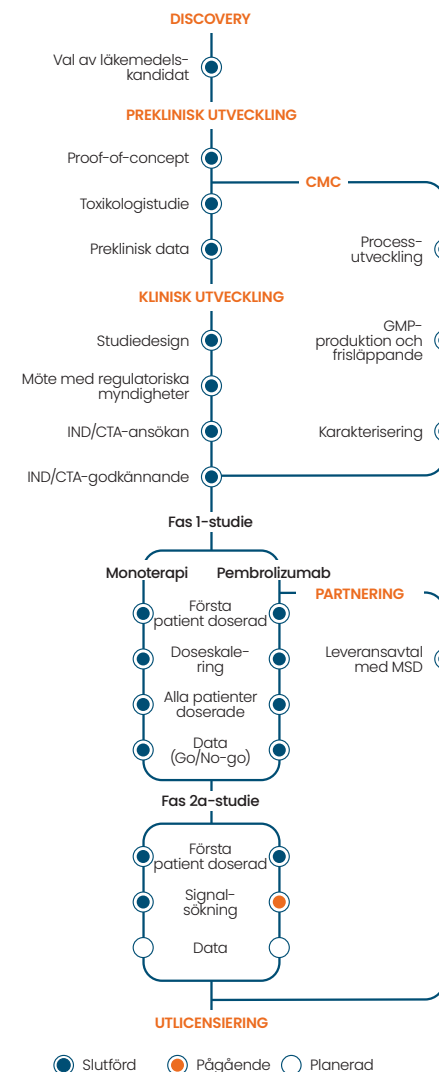 DISCOVERY
Val av läkemedels-
kandidat
PREKLINISK UTVECKLING
Proof-of-concept
CMC
Toxikologistudie
Preklinisk data
Process-
utveckling
KLINISK UTVECKLING
Studiedesign
GMP-
produktion och
frisläppande
Möte med regulatoriska
myndigheter
IND/CTA-ansökan
Karakterisering
IND/CTA-godkännande
Fas 1-studie
Monoterapi
Pembrolizumab
PARTNERING
Första
patient doserad
Doseskale-
ring
Leveransavtal
med MSD
Alla patienter
doserade
Data
(Go/No-go)
Fas 2a-studie
Första
patient doserad
Signal-
sökning
Data
UTLICENSIERING
Slutförd
Pågående
Planerad